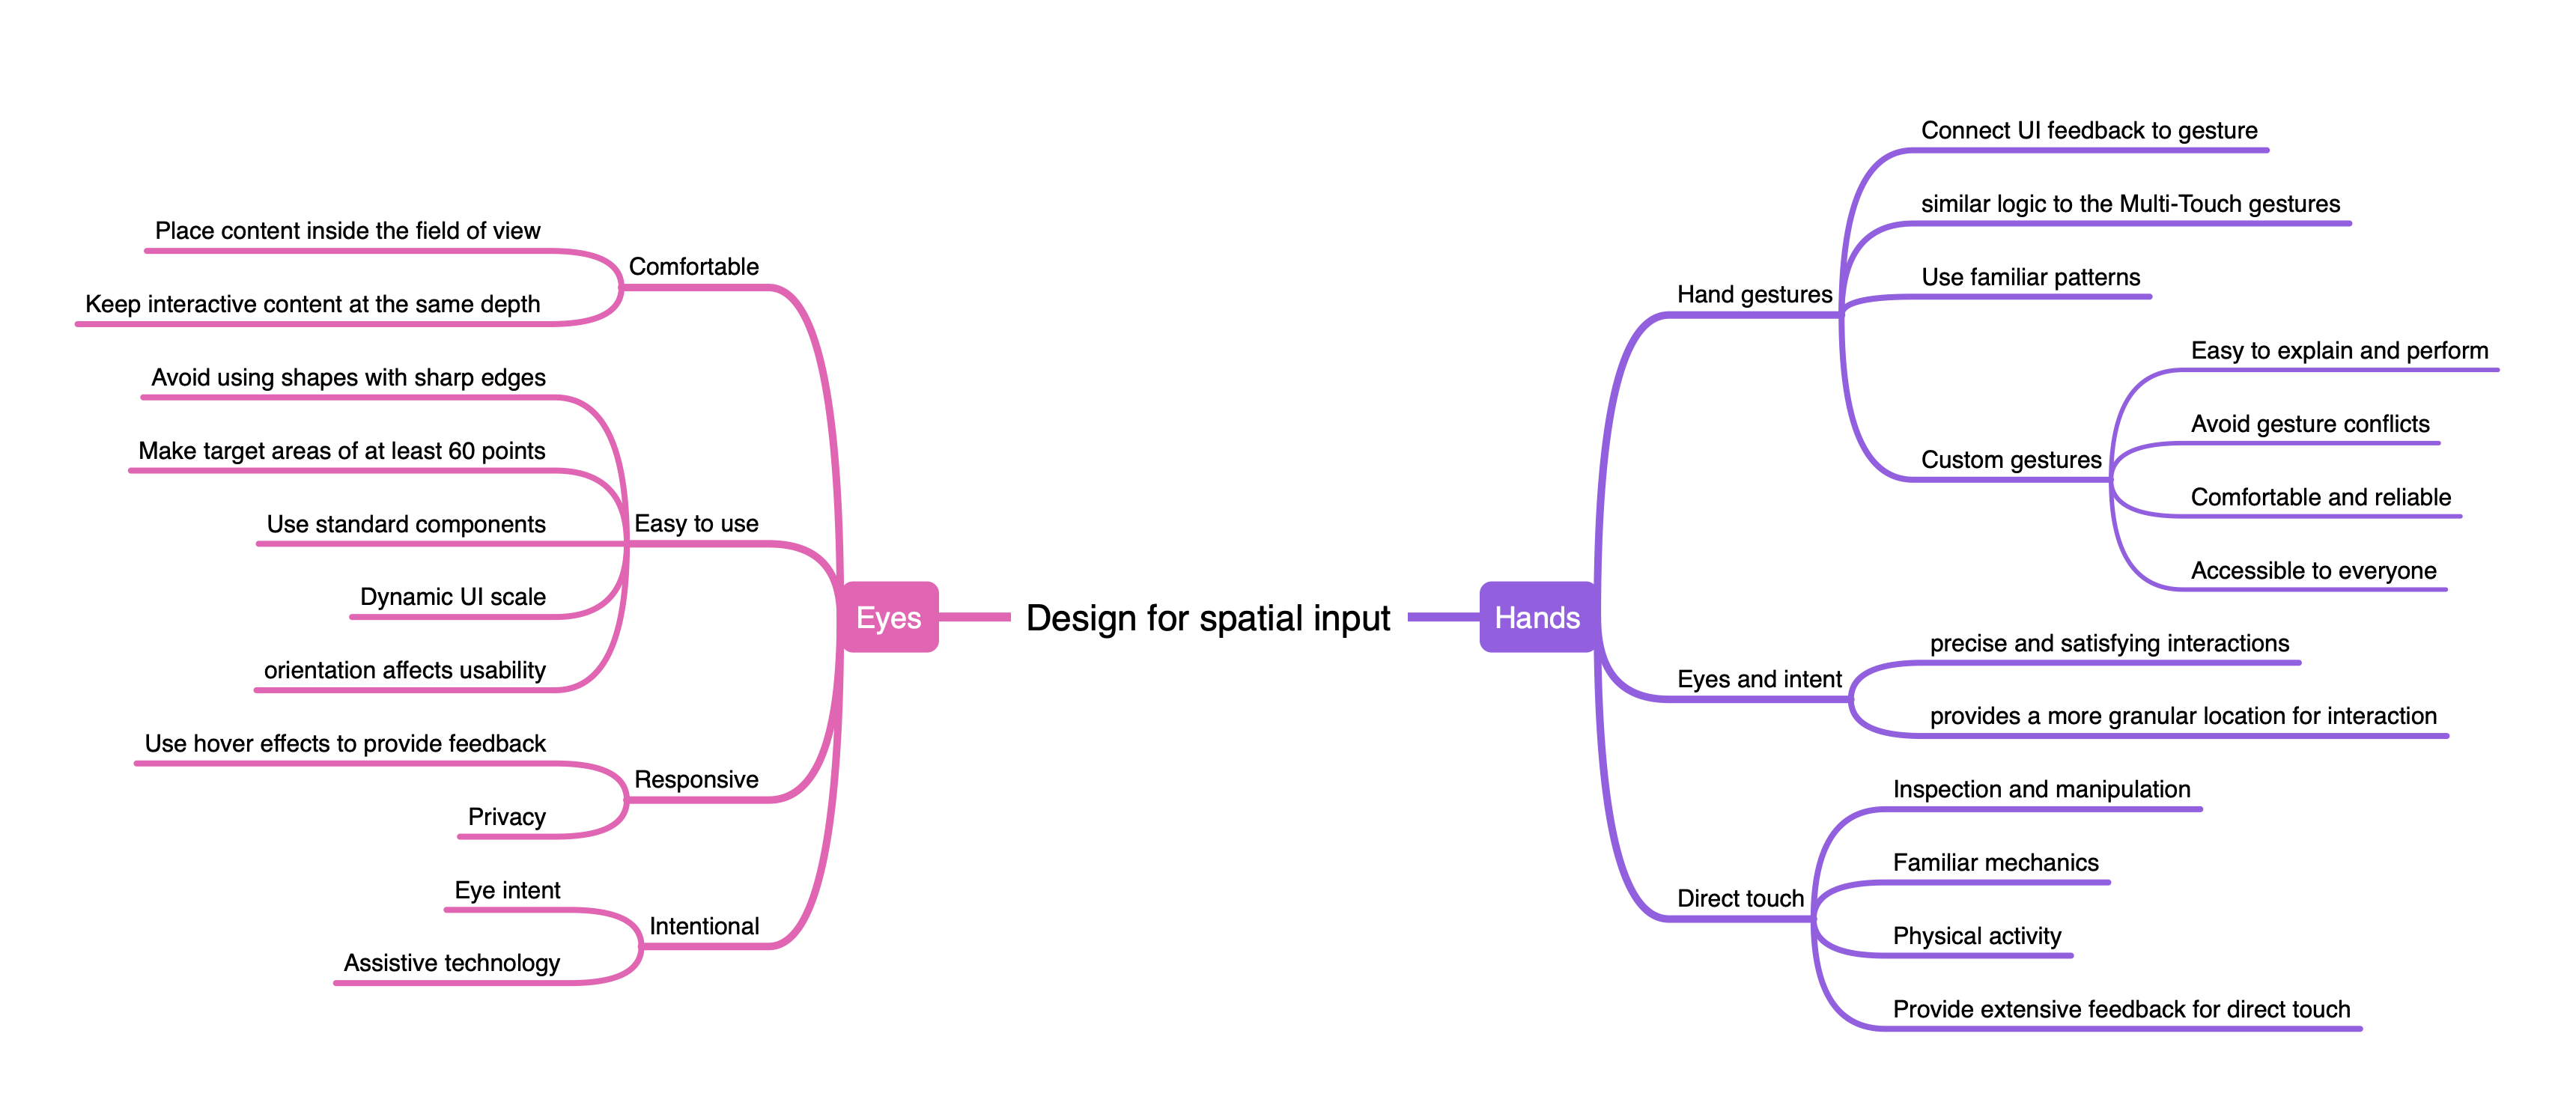 Design for spatial input
Eyes
Comfortable
Place content inside the field of view
Keep interactive content at the same depth
Easy to use
Avoid using shapes with sharp edges
Make target areas of at least 60 points
Use standard components
Dynamic UI scale
orientation affects usability
Responsive
Use hover effects to provide feedback
Privacy
Intentional
Eye intent
Assistive technology
Hands
Hand gestures
Connect UI feedback to gesture
similar logic to the Multi-Touch gestures
Use familiar patterns
Custom gestures
Easy to explain and perform
Avoid gesture conflicts
Comfortable and reliable
Accessible to everyone
Eyes and intent
precise and satisfying interactions
provides a more granular location for interaction
Direct touch
Inspection and manipulation
Familiar mechanics
Physical activity
Provide extensive feedback for direct touch